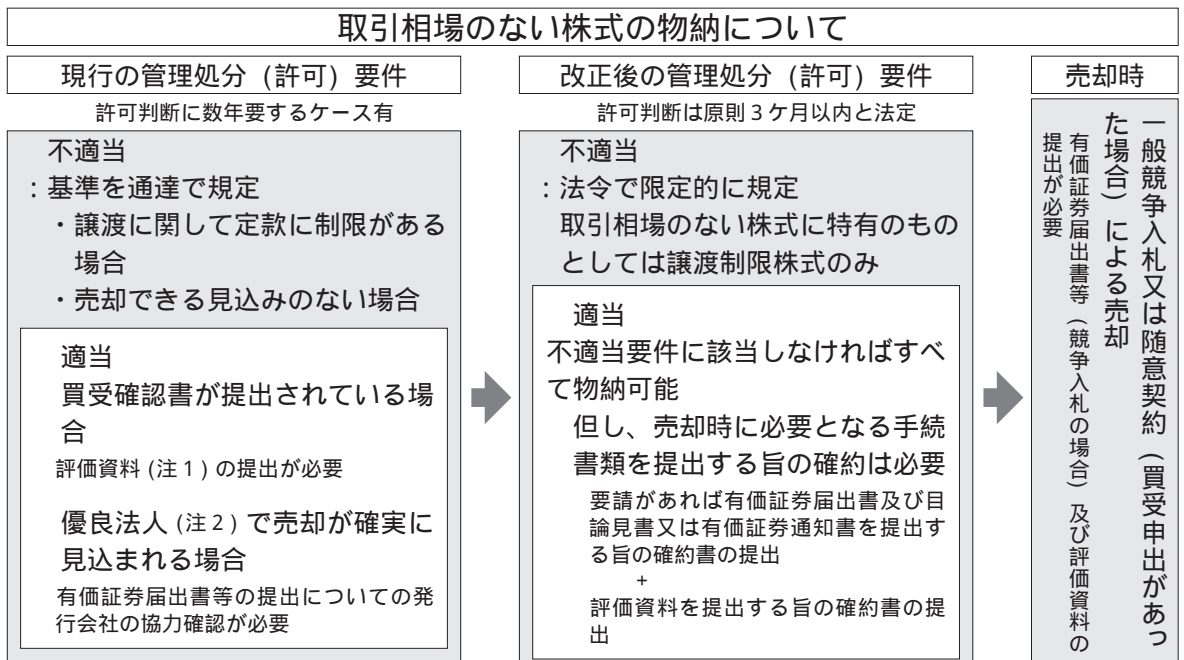 取引相場のない株式の物納について
現行の管理処分（許可）要件
許可判断に数年要するケース有
不適当
：基準を通達で規定
・譲渡に関して定款に制限がある
場合
・売却できる見込みのない場合
適当
買受確認書が提出されている場
合
評価資料（注１）の提出が必要
優良法人（注２）で売却が確実に
見込まれる場合
有価証券届出書等の提出についての発
行会社の協力確認が必要
改正後の管理処分（許可）要件
許可判断は原則３ケ月以内と法定
不適当
：法令で限定的に規定
取引相場のない株式に特有のもの
としては譲渡制限株式のみ
適当
不適当要件に該当しなければすべ
て物納可能
但し、売却時に必要となる手続
書類を提出する旨の確約は必要
要請があれば有価証券届出書及び目
論見書又は有価証券通知書を提出す
る旨の確約書の提出
+
評価資料を提出する旨の確約書の提
出
売却時
一般競争入札又は随意契約（買受申出があっ
た場合）による売却
有価証券届出書等（競争入札の場合）及び評価資料の
提出が必要